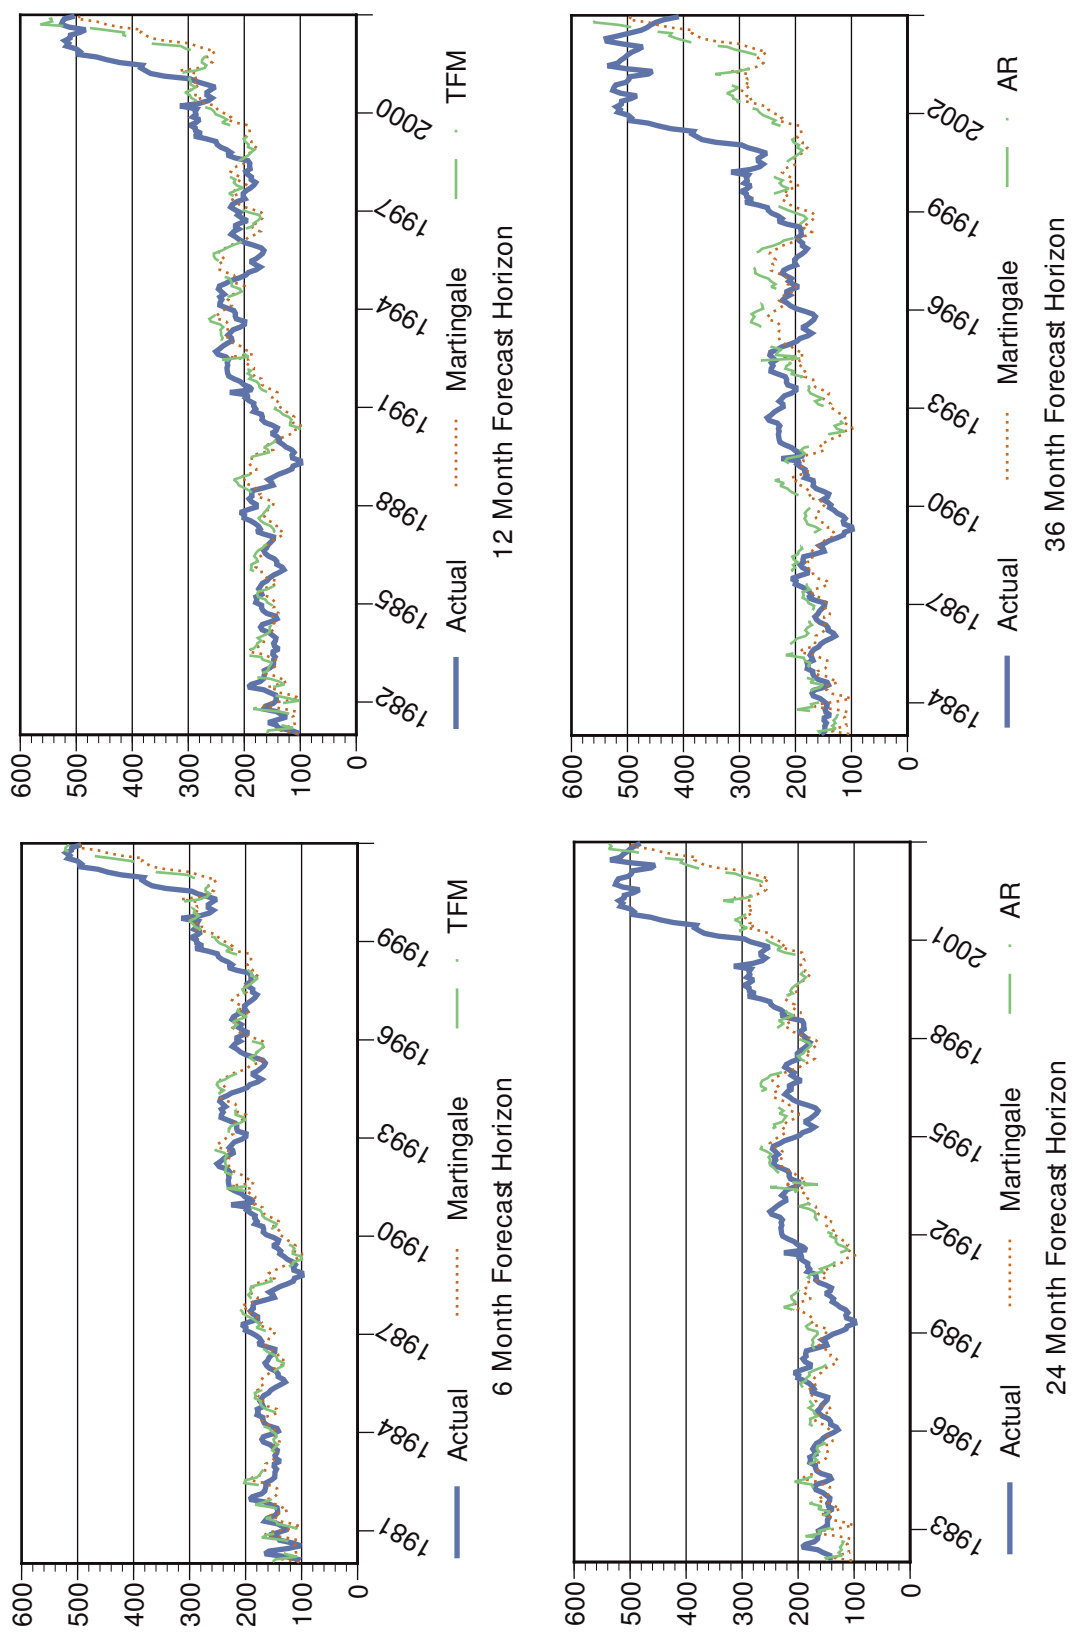 600
500
400
300
200
100
0
1981 1984 1987 1990 1993 1996 1999
Actual Martingale TFM
6 Month Forecast Horizon
600
500
400
300
200
100
0
1982 1985 1988 1991 1994 1997 2000
Actual Martingale TFM
12 Month Forecast Horizon
600
500
400
300
200
100
0
1983 1986 1989 1992 1995 1998 2001
Actual Martingale AR
24 Month Forecast Horizon
600
500
400
300
200
100
0
1984 1987 1990 1993 1996 1999 2002
Actual Martingale AR
36 Month Forecast Horizon